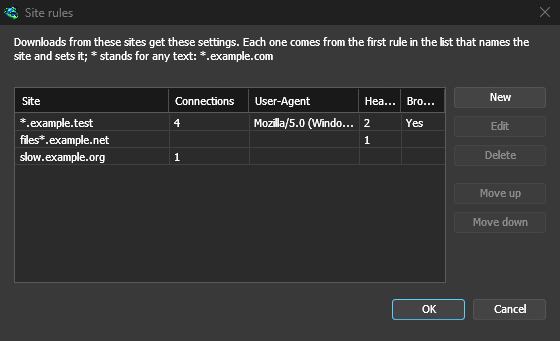 Site rules
Downloads from these sites get these settings. Each one comes from the first rule in the list that names the
site and sets it; * stands for any text: *.example.com
Site Connections User-Agent Hea... Bro...
*.example.test 4 Mozilla/5.0 (Windo... 2 Yes
files*.example.net 1
slow.example.org 1
New
Edit
Delete
Move up
Move down
OK Cancel